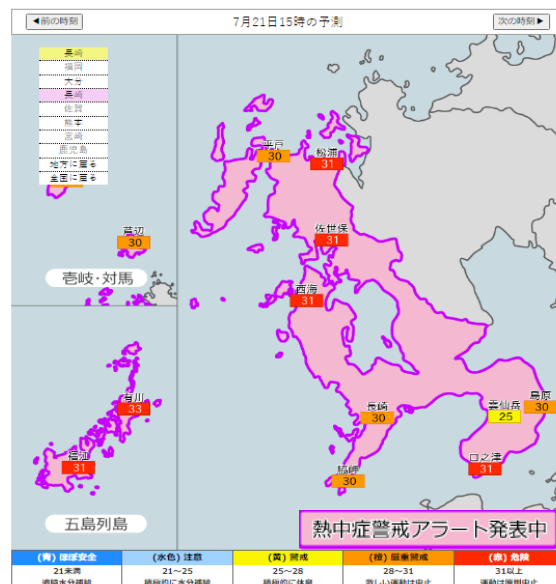 ◀前の時刻
7月21日15時の予測
次の時刻▶
長崎
福岡
大分
長崎
佐賀
熊本
宮崎
鹿児島
地方に戻る
全国に戻る
平戸
30
松浦
31
芦辺
30
佐世保
31
壱岐・対馬
西海
31
有川
33
島原
30
雲仙岳
25
長崎
30
福江
31
口之津
31
脇岬
30
五島列島
熱中症警戒アラート発表中
(青) ほぼ安全
(水色) 注意
(黄) 警戒
(橙) 厳重警戒
(赤) 危険
21未満
21～25
25～28
28～31
31以上